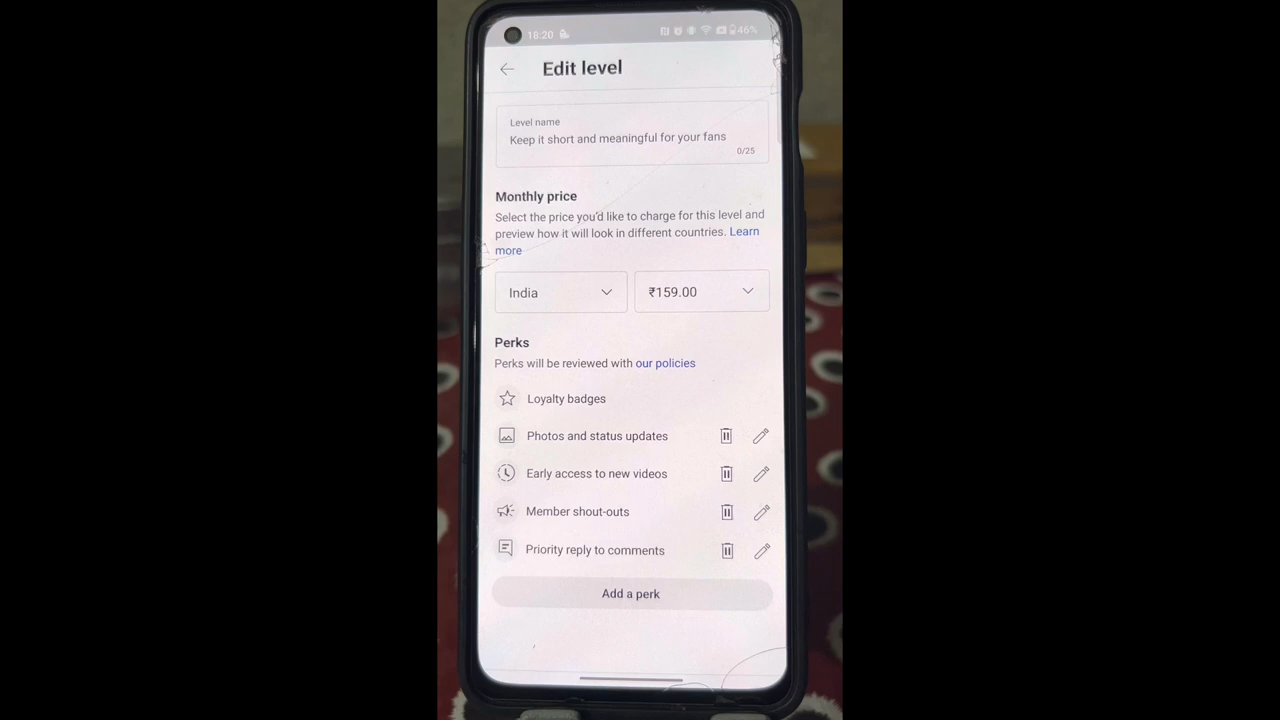 18:20
46%
Edit level
Level name
Keep it short and meaningful for your fans
0/25
Monthly price
Select the price you'd like to charge for this level and
preview how it will look in different countries. Learn
more
India
₹159.00
Perks
Perks will be reviewed with our policies
Loyalty badges
Photos and status updates
Early access to new videos
Member shout-outs
Priority reply to comments
Add a perk